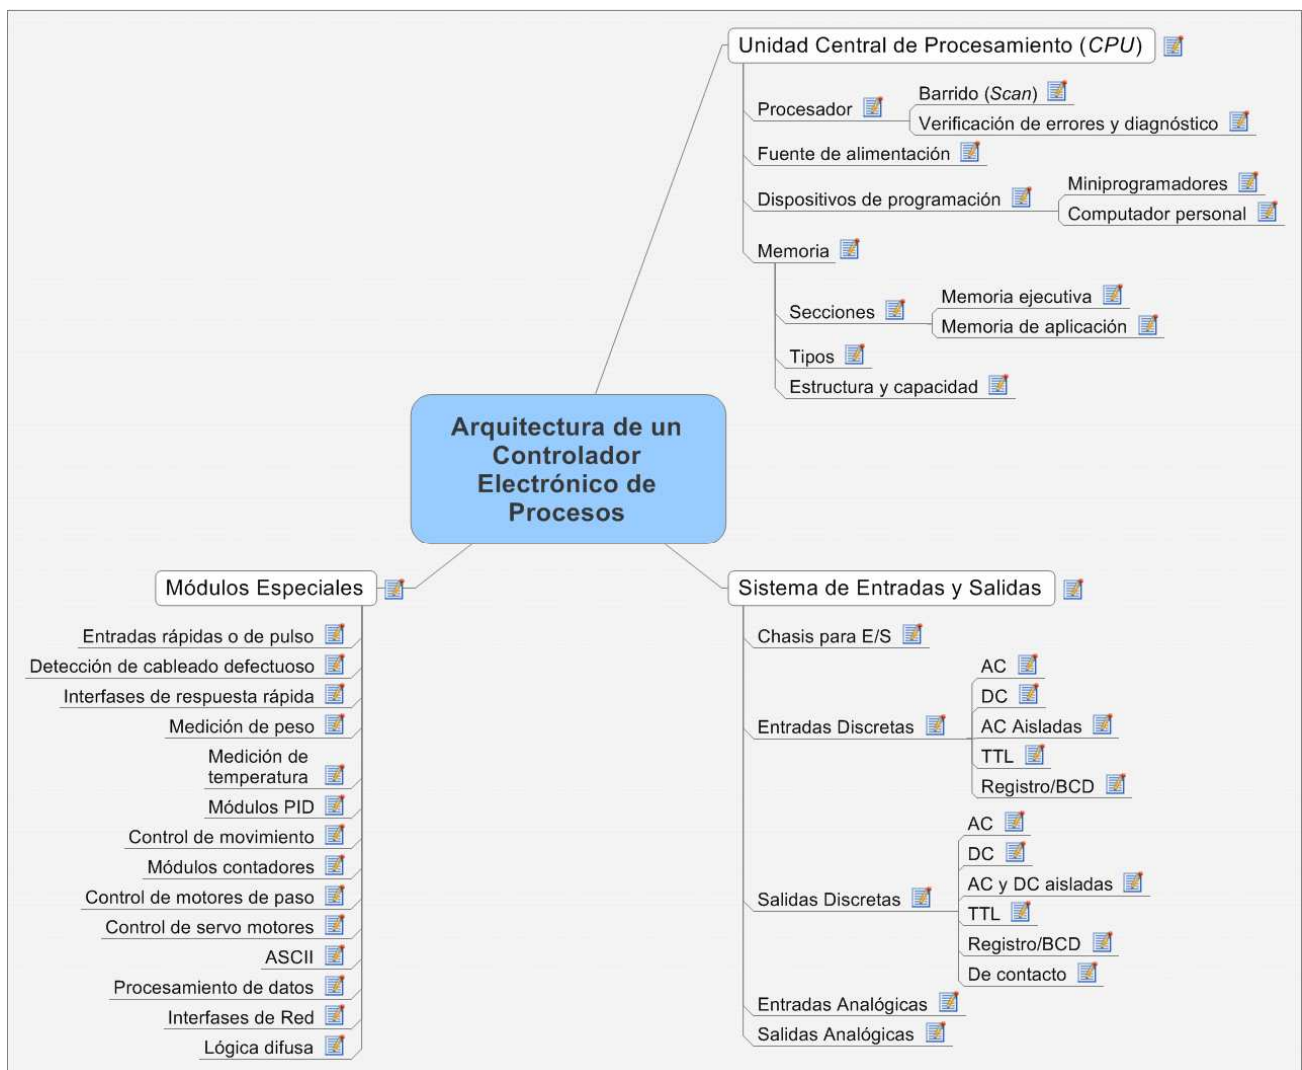 Unidad Central de Procesamiento (CPU)
Procesador
Barrido (Scan)
Verificación de errores y diagnóstico
Fuente de alimentación
Dispositivos de programación
Miniprogramadores
Computador personal
Memoria
Secciones
Memoria ejecutiva
Memoria de aplicación
Tipos
Estructura y capacidad
Arquitectura de un
Controlador
Electrónico de
Procesos
Módulos Especiales
Entradas rápidas o de pulso
Detección de cableado defectuoso
Interfases de respuesta rápida
Medición de peso
Medición de
temperatura
Módulos PID
Control de movimiento
Módulos contadores
Control de motores de paso
Control de servo motores
ASCII
Procesamiento de datos
Interfases de Red
Lógica difusa
Sistema de Entradas y Salidas
Chasis para E/S
Entradas Discretas
AC
DC
AC Aisladas
TTL
Registro/BCD
Salidas Discretas
AC
DC
AC y DC aisladas
TTL
Registro/BCD
De contacto
Entradas Analógicas
Salidas Analógicas